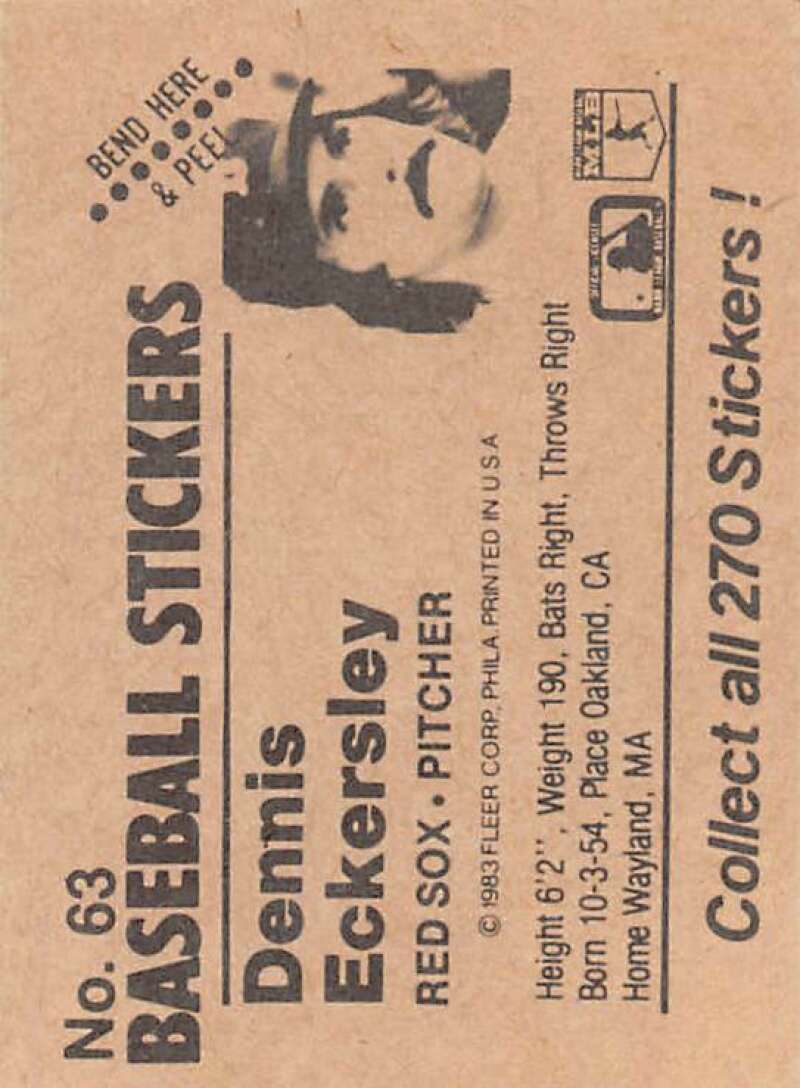 No. 63
BASEBALL STICKERS
BEND HERE
& PEEL
Dennis
Eckersley
RED SOX • PITCHER
© 1983 FLEER CORP., PHILA. PRINTED IN U S A
Height 6'2", Weight 190, Bats Right, Throws Right
Born 10-3-54, Place Oakland, CA
Home Wayland, MA
Collect all 270 Stickers!